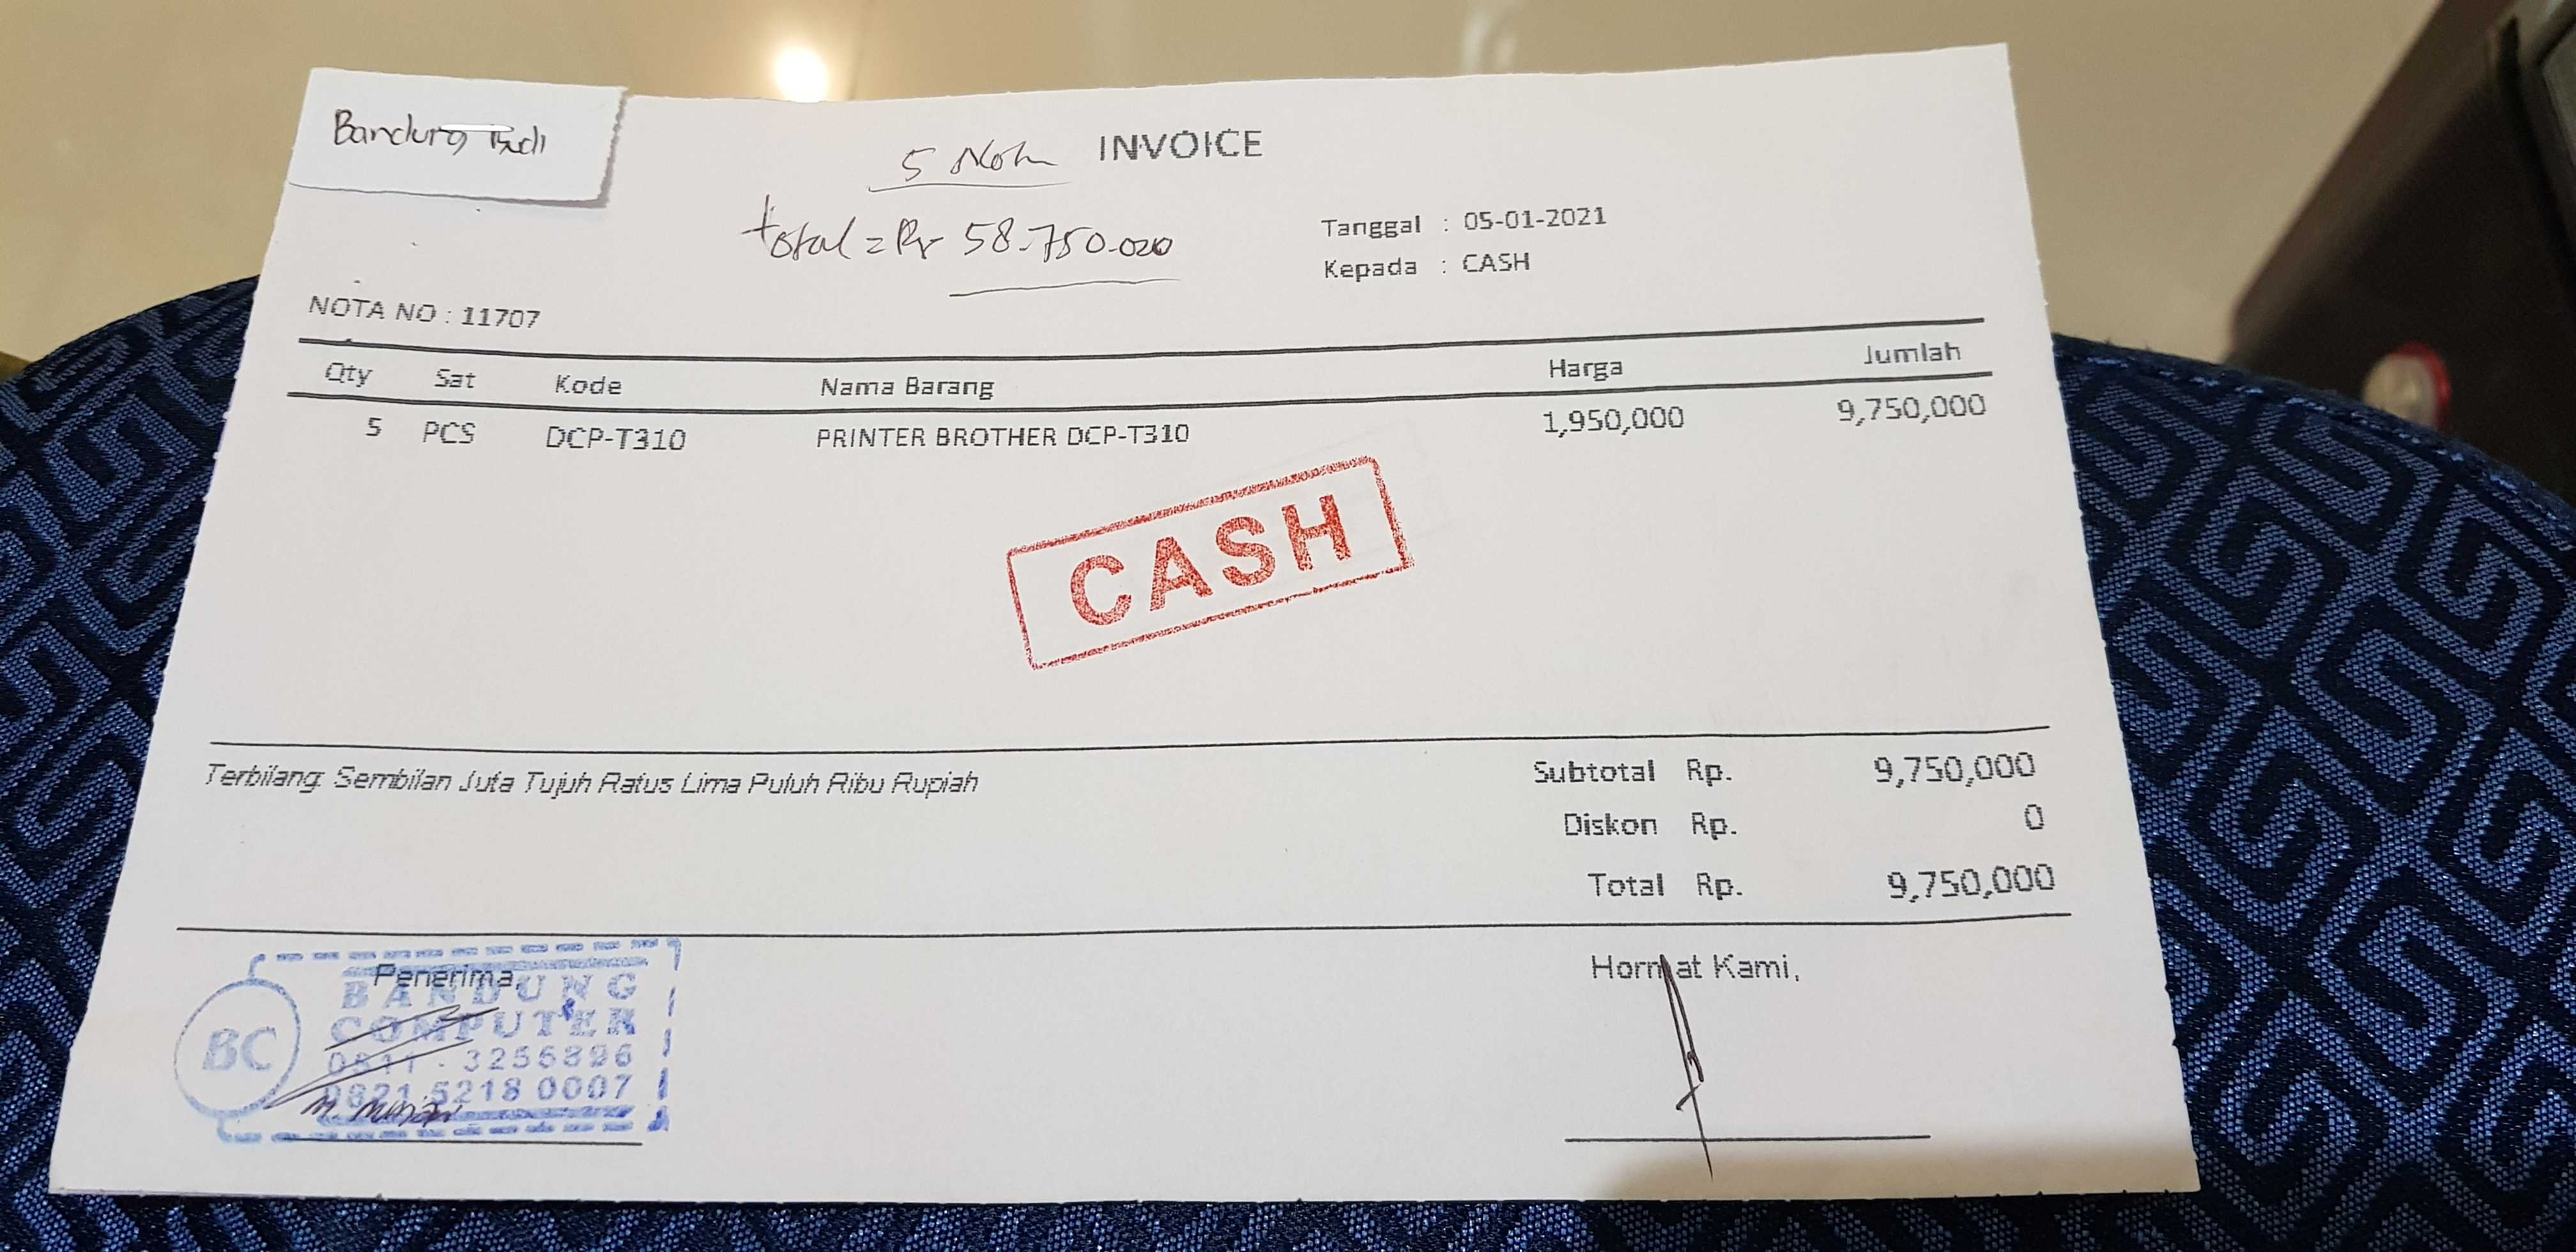 Bandung
5 Nota
INVOICE
total = Rp 58.750.000
Tanggal : 05-01-2021
Kepada : CASH
NOTA NO : 11707
Qty Sat Kode Nama Barang Harga Jumlah
5 PCS DCP-T310 PRINTER BROTHER DCP-T310 1,950,000 9,750,000
CASH
Terbilang: Sembilan Juta Tujuh Ratus Lima Puluh Ribu Rupiah
Subtotal Rp. 9,750,000
Diskon Rp. 0
Total Rp. 9,750,000
Penerima,
Hormat Kami,
BC
BANDUNG
COMPUTER
0511 - 3255896
0821 5218 0007